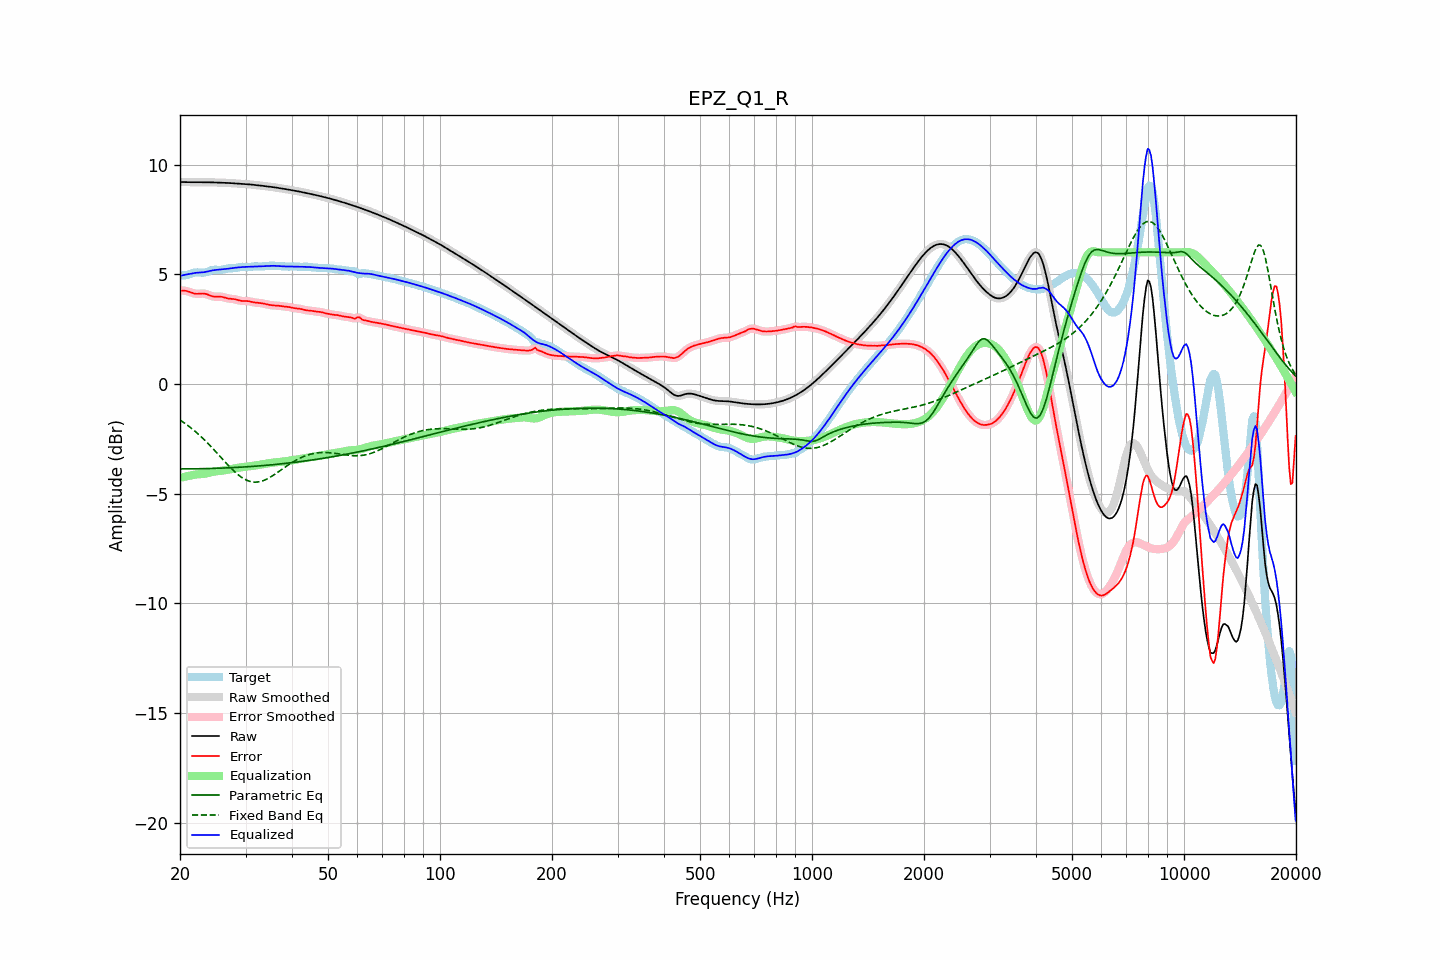 EPZ_Q1_R
10
5
0
−5
−10
−15
−20
Amplitude (dBr)
Target
Raw Smoothed
Error Smoothed
Raw
Error
Equalization
Parametric Eq
Fixed Band Eq
Equalized
20 50 100 200 500 1000 2000 5000 10000 20000
Frequency (Hz)